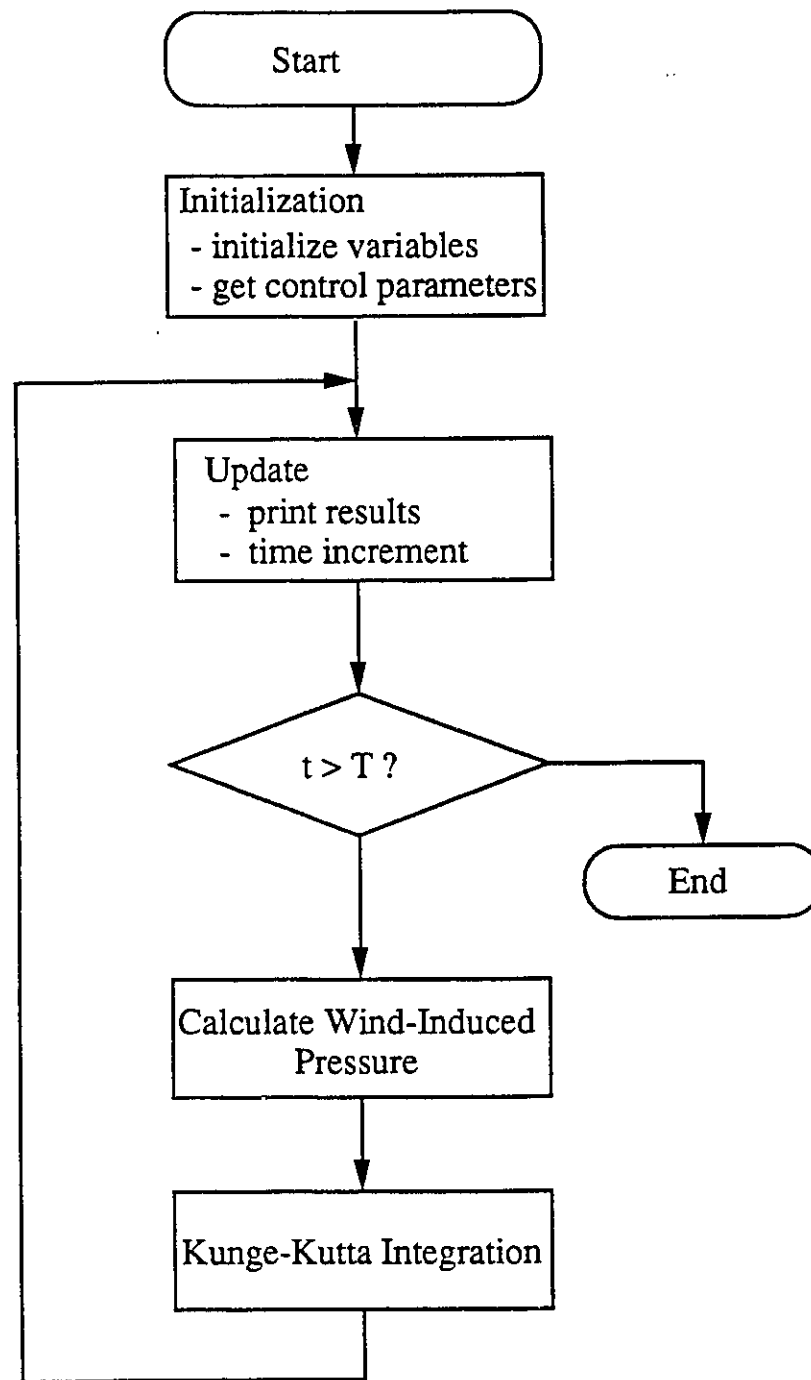 Start
Initialization
- initialize variables
- get control parameters
Update
- print results
- time increment
t > T ?
End
Calculate Wind-Induced
Pressure
Kunge-Kutta Integration